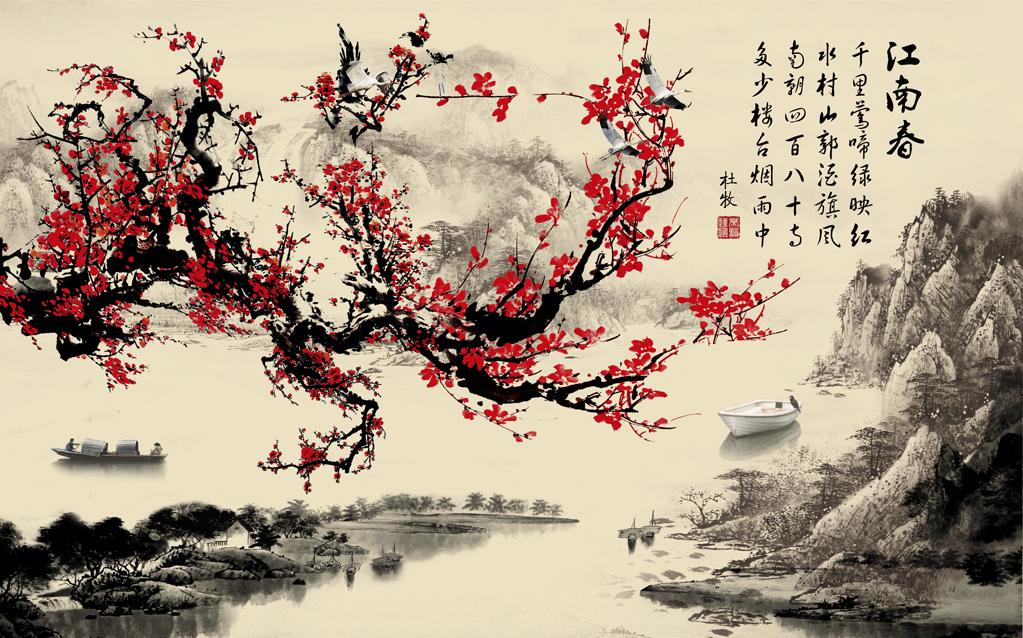 江南春
千里莺啼绿映红
水村山郭酒旗风
南朝四百八十寺
多少楼台烟雨中
杜牧